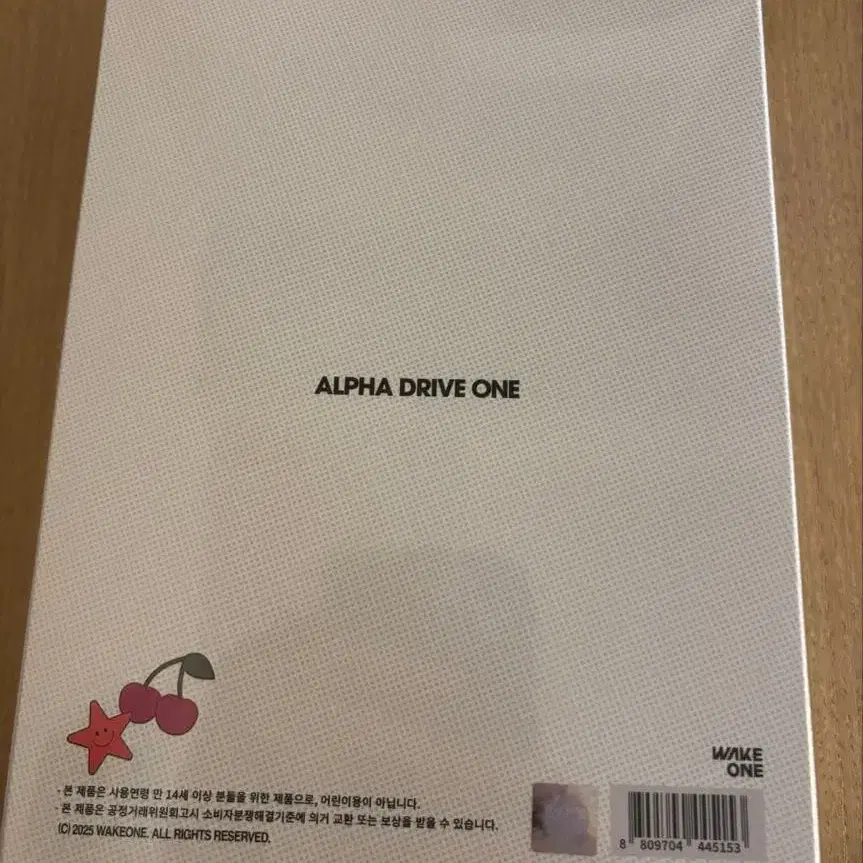 ALPHA DRIVE ONE
WAKE
ONE
· 본 제품은 사용연령 만 14세 이상 분들을 위한 제품으로, 어린이용이 아닙니다.
· 본 제품은 공정거래위원회고시 소비자분쟁해결기준에 의거 교환 또는 보상을 받을 수 있습니다.
(C) 2025 WAKEONE. ALL RIGHTS RESERVED.
8 809704 445153